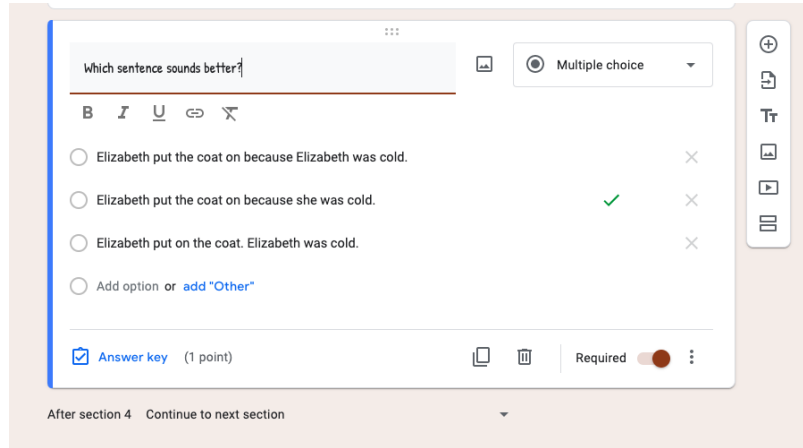 Which sentence sounds better?
Multiple choice
B I U
Tт
Elizabeth put the coat on because Elizabeth was cold.
Elizabeth put the coat on because she was cold.
Elizabeth put on the coat. Elizabeth was cold.
Add option or add "Other"
Answer key (1 point)
Required
After section 4 Continue to next section